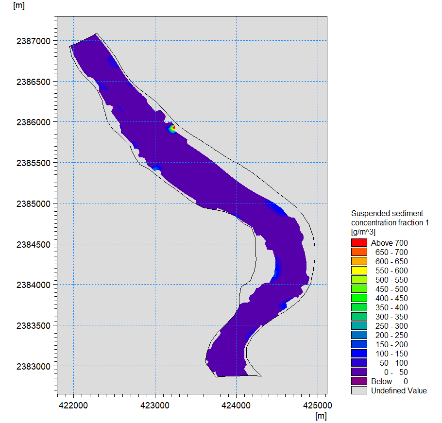 [m]
2387000
2386500
2386000
2385500
2385000
2384500
2384000
2383500
2383000
422000
423000
424000
425000
[m]
Suspended sediment
concentration fraction 1
[g/m^3]
Above 700
650 - 700
600 - 650
550 - 600
500 - 550
450 - 500
400 - 450
350 - 400
300 - 350
250 - 300
200 - 250
150 - 200
100 - 150
50 100
0 - 50
Below 0
Undefined Value